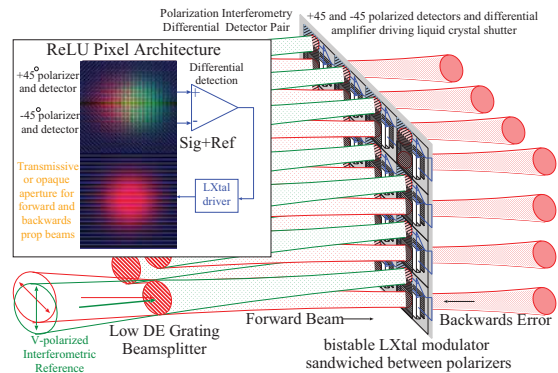 Polarization Interferometry
Differential Detector Pair
+45 and -45 polarized detectors and differential
amplifier driving liquid crystal shutter
ReLU Pixel Architecture
+45° polarizer
and detector
-45° polarizer
and detector
Differential
detection
+
-
Sig+Ref
Transmissive
or opaque
aperture for
forward and
backwards
prop beams
LXtal
driver
V-polarized
Interferometric
Reference
Low DE Grating
Beamsplitter
Forward Beam
Backwards Error
bistable LXtal modulator
sandwiched between polarizers